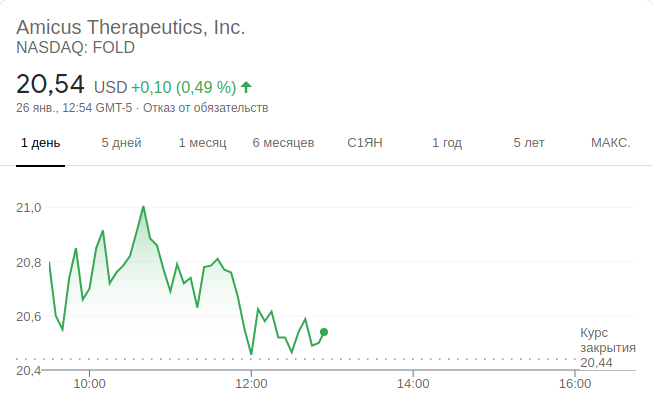 Amicus Therapeutics, Inc.
NASDAQ: FOLD
20,54 USD +0,10 (0,49 %)
26 янв., 12:54 GMT-5 · Отказ от обязательств
1 день 5 дней 1 месяц 6 месяцев С1ЯН 1 год 5 лет МАКС.
21,0
20,8
20,6
20,4
Курс
закрытия
20,44
10:00 12:00 14:00 16:00